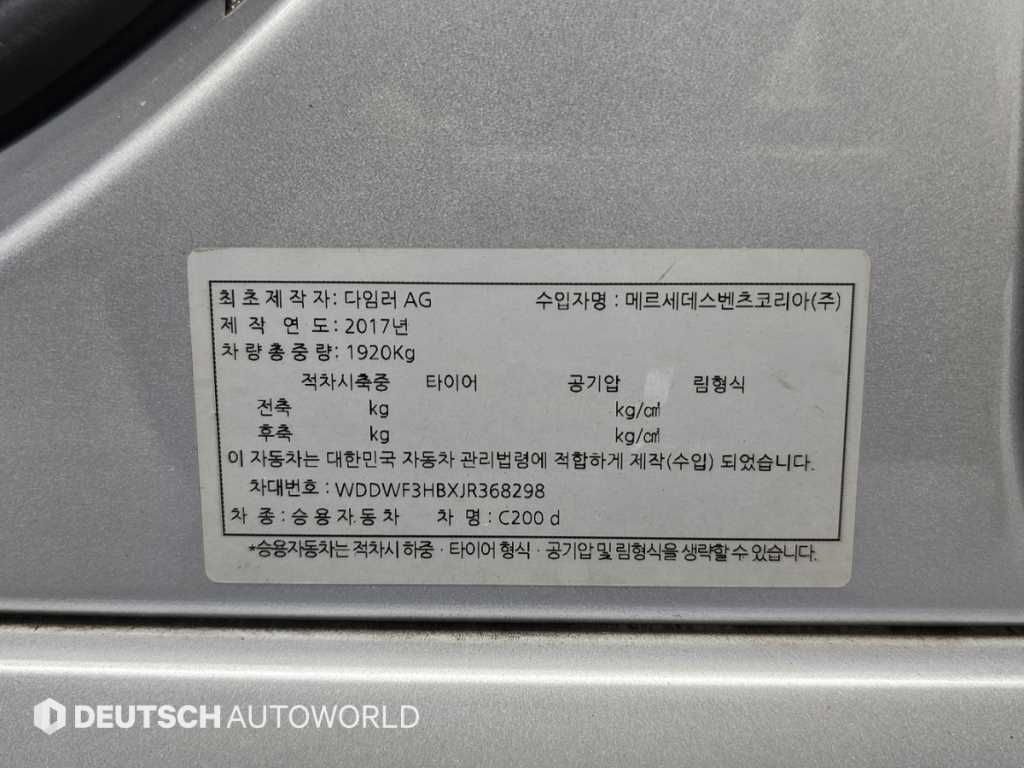 최초제작자: 다임러 AG 수입자명 : 메르세데스벤츠코리아(주)
제 작 연 도: 2017년
차량총중량: 1920Kg
적차시축중 타이어 공기압 림형식
전축 kg kg/㎠
후축 kg kg/㎠
이 자동차는 대한민국 자동차 관리법령에 적합하게 제작(수입) 되었습니다.
차대번호 : WDDWF3HBXJR368298
차 종 : 승용자동차 차 명 : C200 d
*승용자동차는 적차시 하중 · 타이어 형식 · 공기압 및 림형식을 생략할 수 있습니다.
DEUTSCH AUTOWORLD